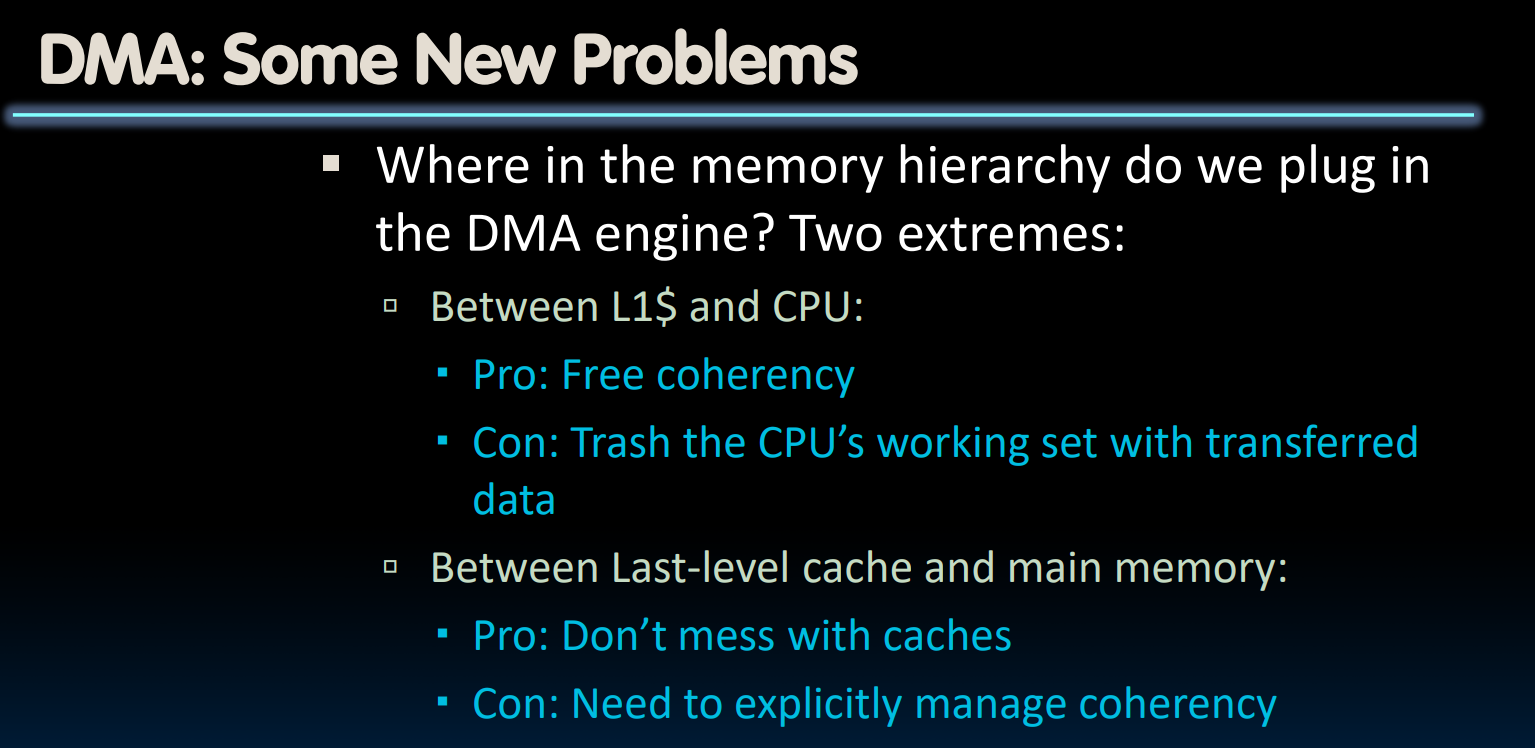 DMA: Some New Problems
Where in the memory hierarchy do we plug in
the DMA engine? Two extremes:
Between L1$ and CPU:
Pro: Free coherency
Con: Trash the CPU’s working set with transferred
data
Between Last-level cache and main memory:
Pro: Don’t mess with caches
Con: Need to explicitly manage coherency